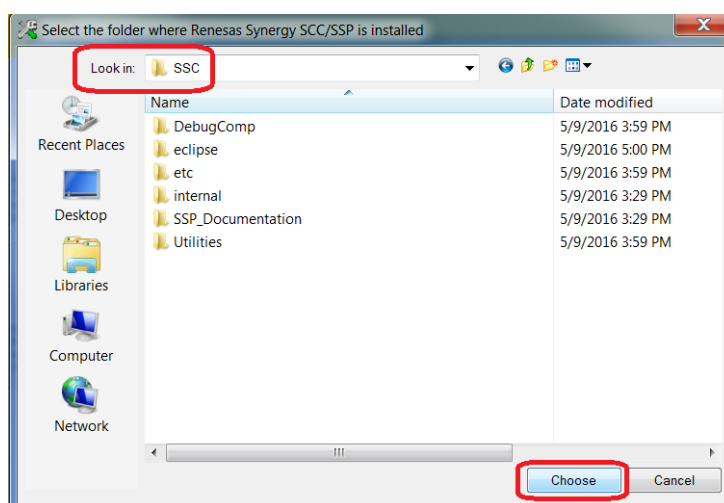 Select the folder where Renesas Synergy SCC/SSP is installed
Look in: SSC
Name Date modified
DebugComp 5/9/2016 3:59 PM
eclipse 5/9/2016 5:00 PM
etc 5/9/2016 3:59 PM
internal 5/9/2016 3:29 PM
SSP_Documentation 5/9/2016 3:29 PM
Utilities 5/9/2016 3:59 PM
Recent Places
Desktop
Libraries
Computer
Network
Choose Cancel